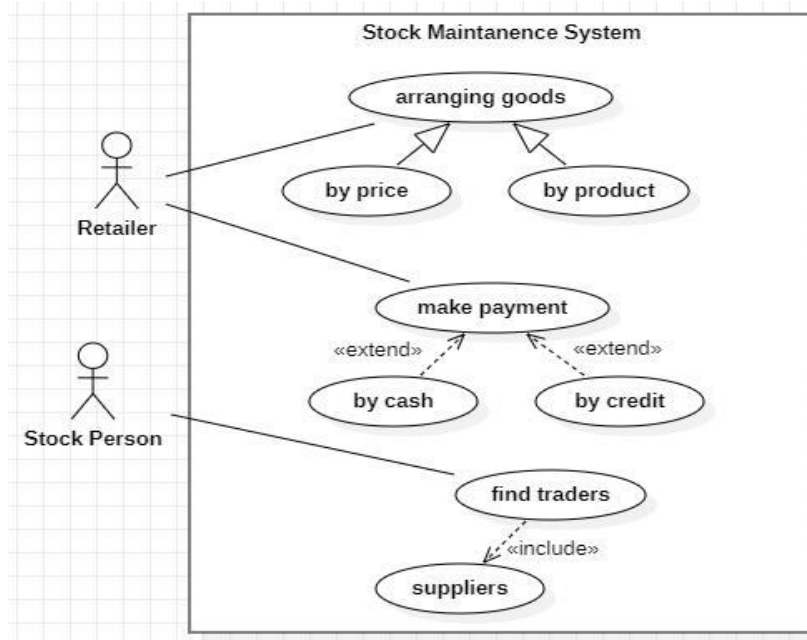 Stock Maintanence System
arranging goods
by price
by product
Retailer
make payment
«extend»
«extend»
by cash
by credit
Stock Person
find traders
«include»
suppliers